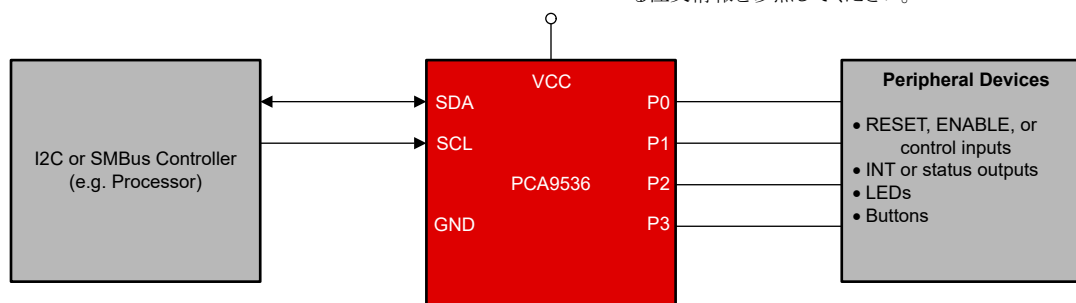 I2C or SMBus Controller
(e.g. Processor)
VCC
SDA
SCL
GND
PCA9536
P0
P1
P2
P3
Peripheral Devices
• RESET, ENABLE, or
control inputs
• INT or status outputs
• LEDs
• Buttons